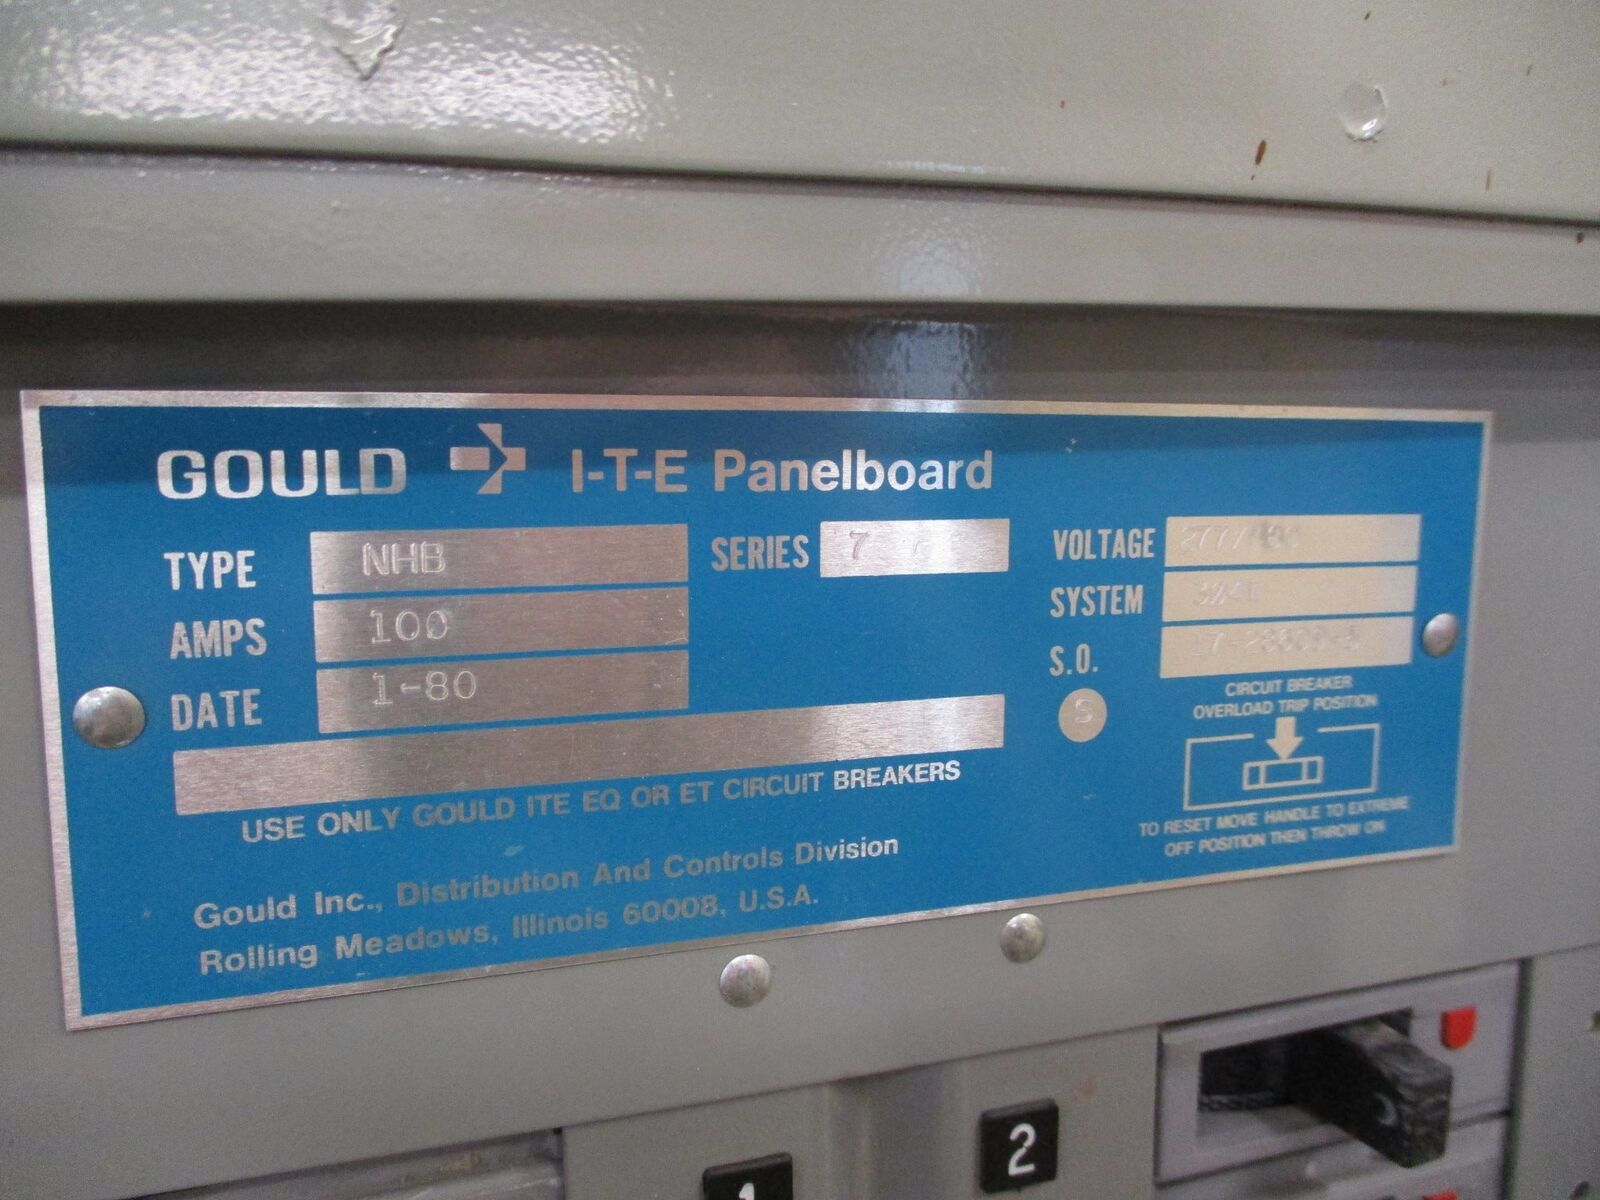 GOULD I-T-E Panelboard
TYPE NHB
AMPS 100
DATE 1-80
SERIES 7
VOLTAGE 277/480
SYSTEM
S.O.
S
USE ONLY GOULD ITE EQ OR ET CIRCUIT BREAKERS
Gould Inc., Distribution And Controls Division
Rolling Meadows, Illinois 60008, U.S.A.
CIRCUIT BREAKER
OVERLOAD TRIP POSITION
TO RESET MOVE HANDLE TO EXTREME
OFF POSITION THEN THROW ON
1
2